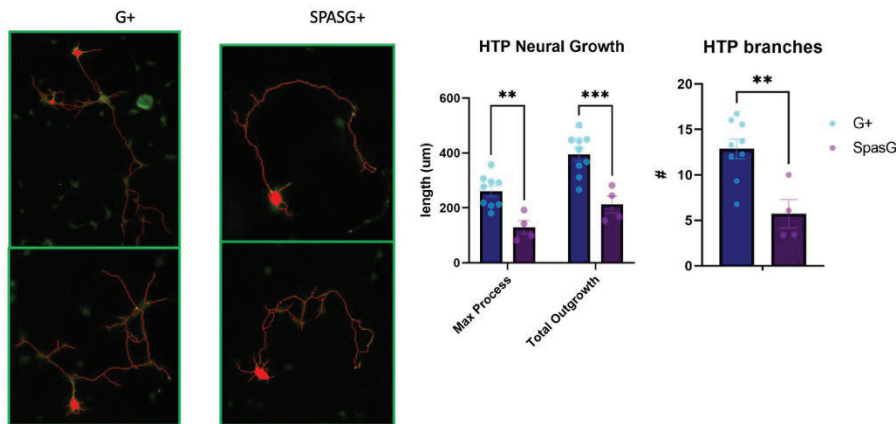 G+
SPASG+
HTP Neural Growth
length (um)
600
400
200
0
**
***
Max Process
Total Outgrowth
HTP branches
#
20
15
10
5
0
**
G+
SpasG